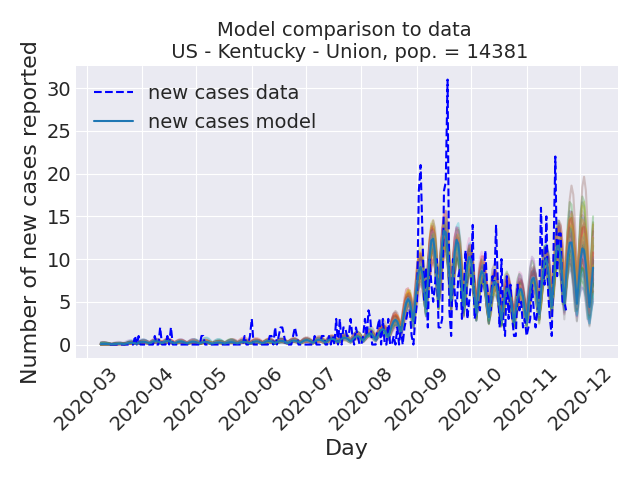 Model comparison to data
US - Kentucky - Union, pop. = 14381
Number of new cases reported
30
25
20
15
10
5
0
new cases data
new cases model
2020-03
2020-04
2020-05
2020-06
2020-07
2020-08
2020-09
2020-10
2020-11
2020-12
Day